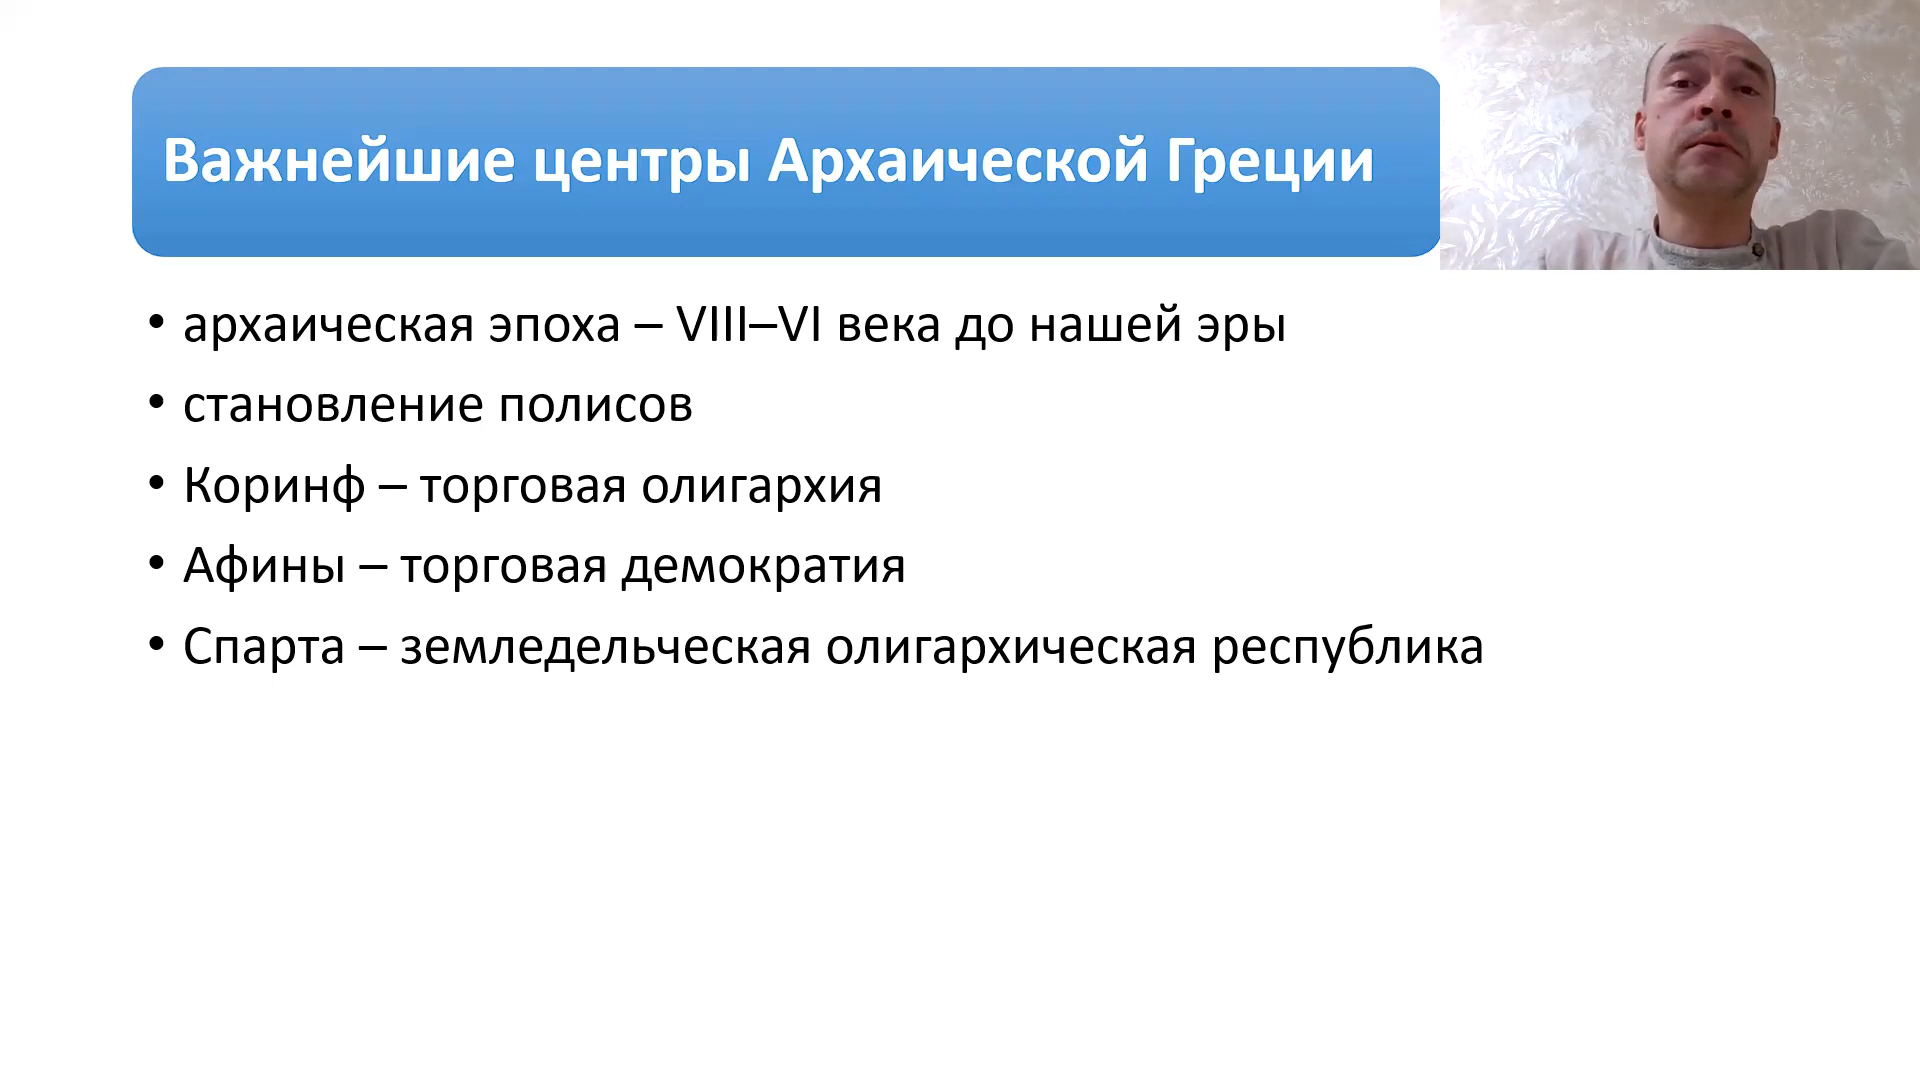 Важнейшие центры Архаической Греции
• архаическая эпоха – VIII–VI века до нашей эры
• становление полисов
• Коринф – торговая олигархия
• Афины – торговая демократия
• Спарта – земледельческая олигархическая республика